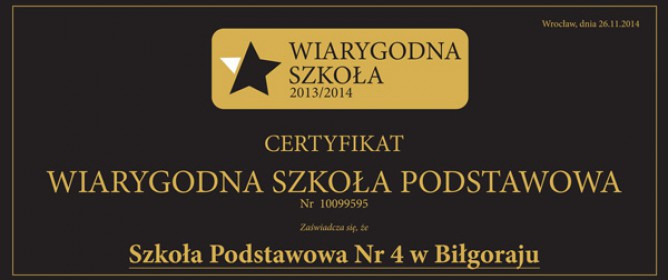 Wrocław, dnia 26.11.2014
WIARYGODNA
SZKOŁA
2013/2014
CERTYFIKAT
WIARYGODNA SZKOŁA PODSTAWOWA
Nr 10099595
Zaświadcza się, że
Szkoła Podstawowa Nr 4 w Biłgoraju